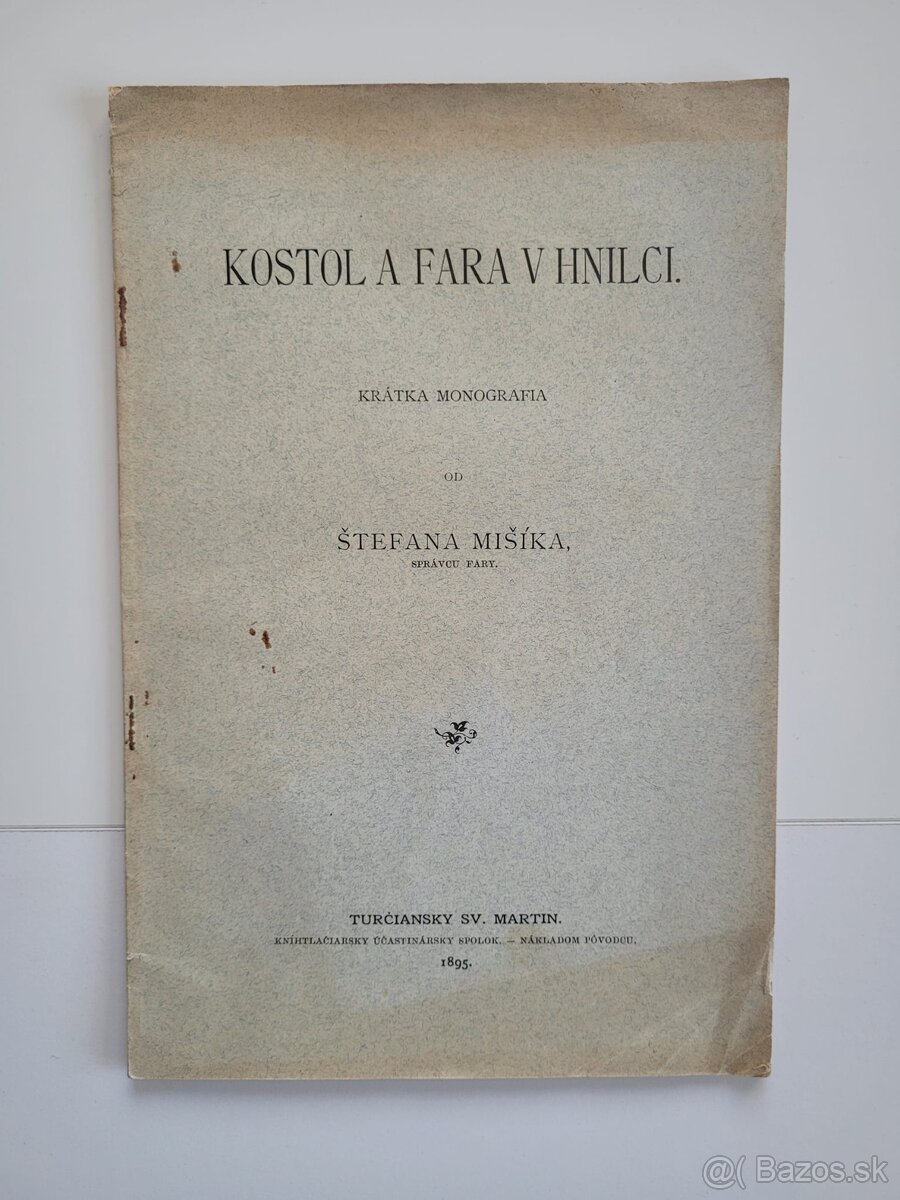 KOSTOL A FARA V HNILCI.
KRÁTKA MONOGRAFIA
OD
ŠTEFANA MIŠÍKA,
SPRÁVCU FARY.
TURČIANSKY SV. MARTIN.
KNÍHTLAČIARSKY ÚČASTINÁRSKY SPOLOK. — NÁKLADOM PÔVODCU.
1895.
@( Bazos.sk